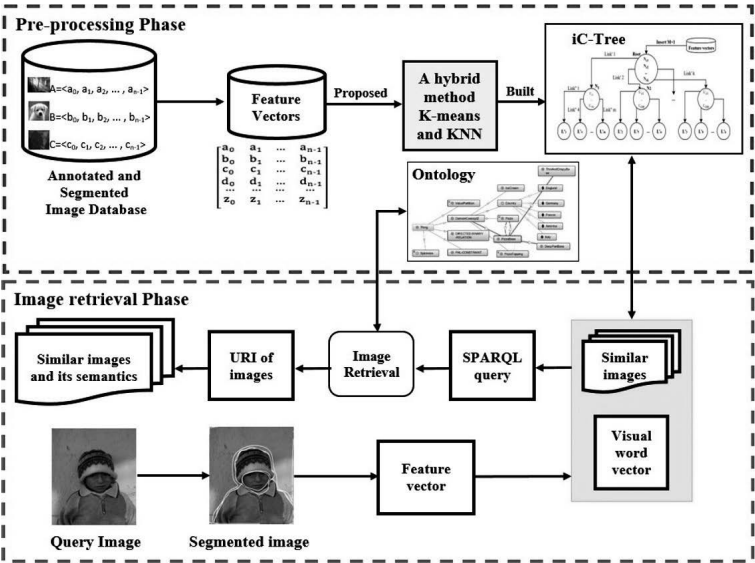 Pre-processing Phase
A=<a0, a1, a2, ... , an-1>
B=<b0, b1, b2, ... , bn-1>
C=<c0, c1, c2, ... , cn-1>
Annotated and
Segmented
Image Database
Feature
Vectors
a0 a1 ... an-1
b0 b1 ... bn-1
c0 c1 ... cn-1
d0 d1 ... dn-1
... ... ... ...
z0 z1 ... zn-1
Proposed
A hybrid
method
K-means
and KNN
Built
iC-Tree
Insert M-1
Feature vectors
Root
Ontology
Image retrieval Phase
Similar images
and its semantics
URI of
images
Image
Retrieval
SPARQL
query
Similar
images
Visual
word
vector
Feature
vector
Query Image
Segmented image